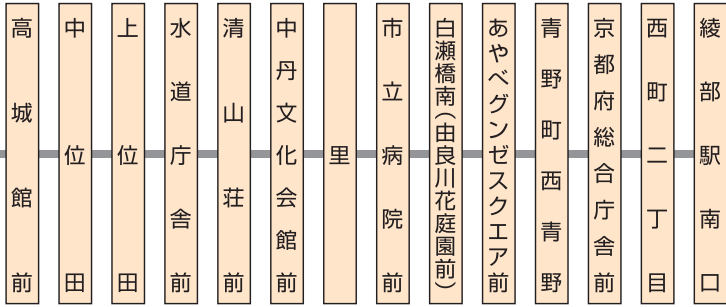 高城館前
中位田
上位田
水道庁舎前
清山荘前
中丹文化会館前
里
市立病院前
白瀬橋南(由良川花庭園前)
あやべグンゼスクエア前
青野町西青野
京都府総合庁舎前
西町二丁目
綾部駅南口